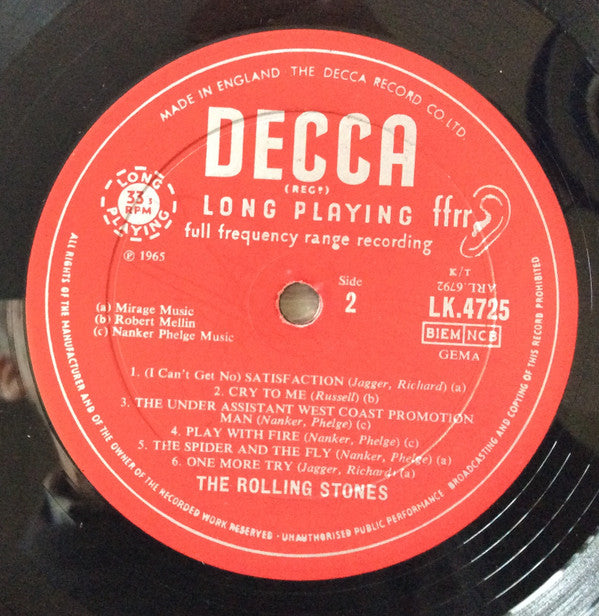 MADE IN ENGLAND · THE DECCA RECORD CO. LTD.
DECCA
(REGD)
LONG PLAYING
33⅓
RPM
LONG PLAYING
ffrr
full frequency range recording
℗ 1965
K/T
ARL.6762
Side
2
LK.4725
(a) Mirage Music
(b) Robert Mellin
(c) Nanker Phelge Music
BIEM NCB
GEMA
1. (I Can't Get No) SATISFACTION (Jagger, Richard) (a)
2. CRY TO ME (Russell) (b)
3. THE UNDER ASSISTANT WEST COAST PROMOTION
MAN (Nanker, Phelge) (c)
4. PLAY WITH FIRE (Nanker, Phelge) (c)
5. THE SPIDER AND THE FLY (Nanker, Phelge) (a)
6. ONE MORE TRY (Jagger, Richard) (a)
THE ROLLING STONES
ALL RIGHTS OF THE MANUFACTURER AND OF THE OWNER OF THE RECORDED WORK RESERVED · UNAUTHORISED PUBLIC PERFORMANCE BROADCASTING AND COPYING OF THIS RECORD PROHIBITED